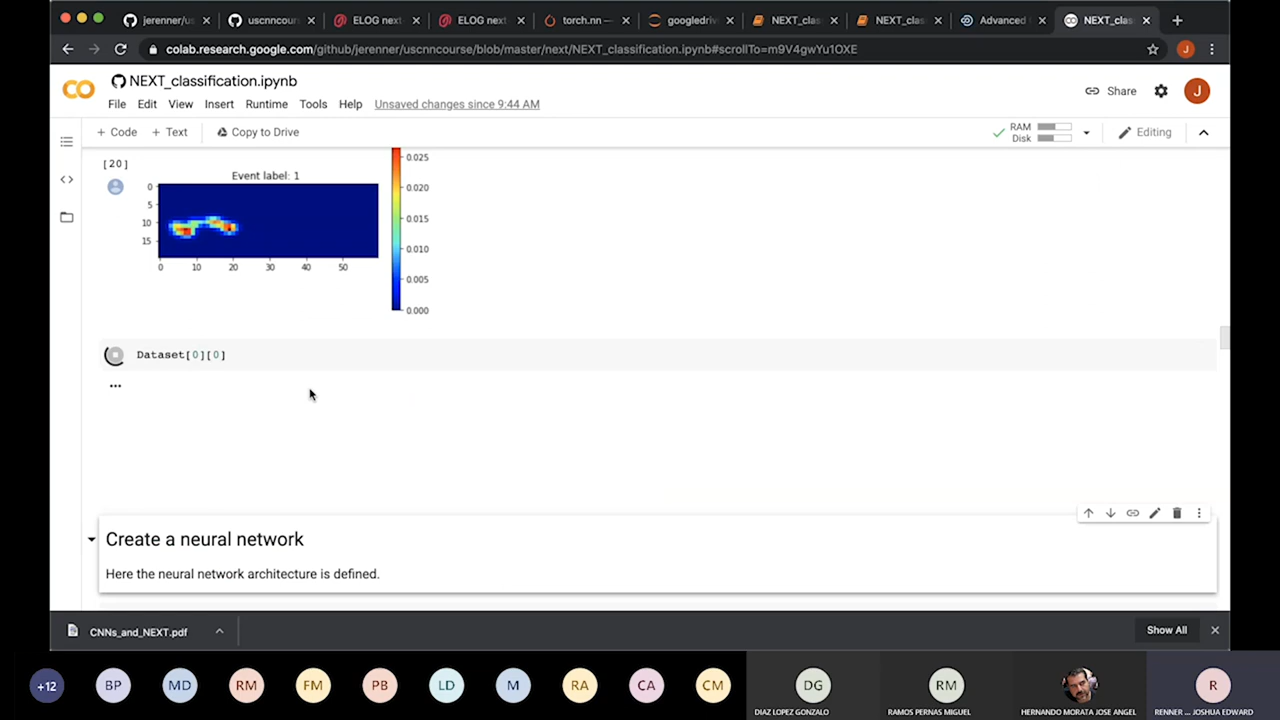 jerenner/us
uscnncour
ELOG next
ELOG next
torch.nn —
googledriv
NEXT_clas
NEXT_clas
Advanced
NEXT_clas
colab.research.google.com/github/jerenner/uscnncourse/blob/master/next/NEXT_classification.ipynb#scrollTo=m9V4gwYu1OXE
J
NEXT_classification.ipynb
Share
J
File Edit View Insert Runtime Tools Help Unsaved changes since 9:44 AM
+ Code + Text Copy to Drive
RAM
Disk
Editing
[20]
Event label: 1
0
5
10
15
0 10 20 30 40 50
0.025
0.020
0.015
0.010
0.005
0.000
Dataset[0][0]
...
Create a neural network
Here the neural network architecture is defined.
CNNs_and_NEXT.pdf
Show All
+12 BP MD RM FM PB LD M RA CA CM DG RM R
DIAZ LOPEZ GONZALO
RAMOS PERNAS MIGUEL
HERNANDO MORATA JOSE ANGEL
RENNER ... JOSHUA EDWARD